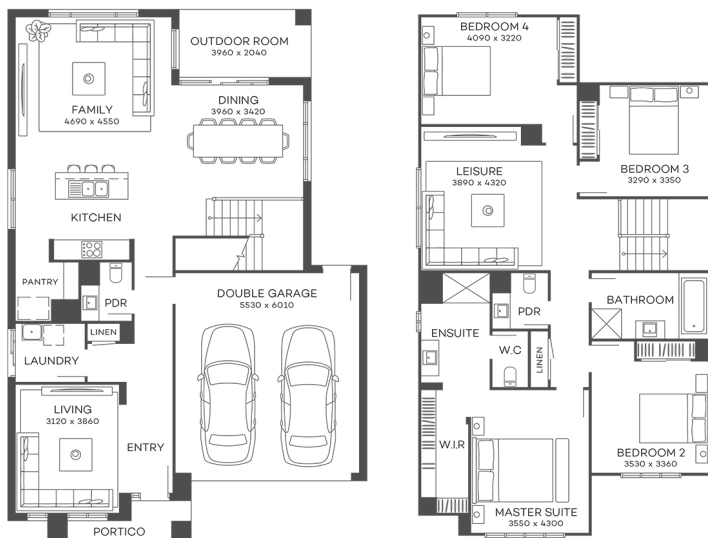 OUTDOOR ROOM
3960 x 2040
FAMILY
4690 x 4550
DINING
3960 x 3420
KITCHEN
PANTRY
PDR
LINEN
LAUNDRY
DOUBLE GARAGE
5530 x 6010
LIVING
3120 x 3860
ENTRY
PORTICO
BEDROOM 4
4090 x 3220
LEISURE
3890 x 4320
BEDROOM 3
3290 x 3350
ENSUITE
PDR
BATHROOM
W.C
LINEN
W.I.R
BEDROOM 2
3530 x 3360
MASTER SUITE
3550 x 4300